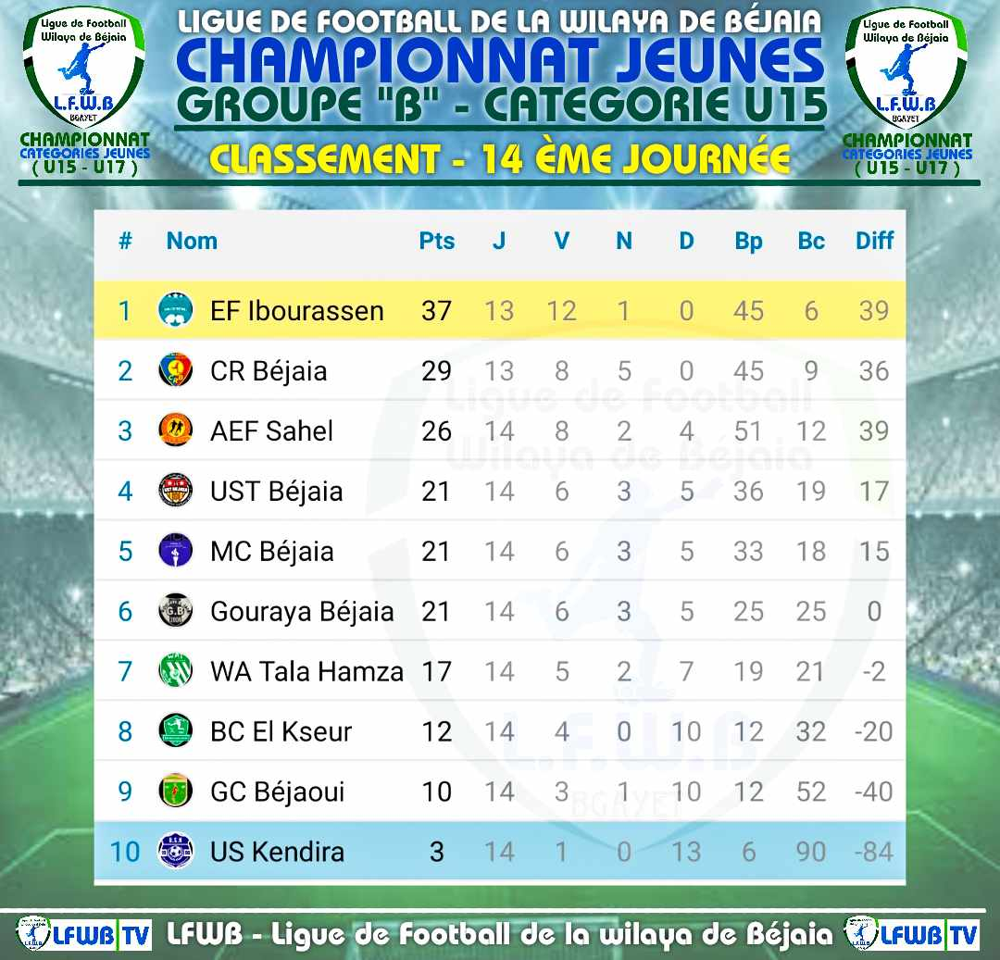 LIGUE DE FOOTBALL DE LA WILAYA DE BÉJAIA
CHAMPIONNAT JEUNES
GROUPE "B" - CATEGORIE U15
CLASSEMENT - 14 ÈME JOURNÉE
Ligue de Football
Wilaya de Béjaia
L.F.W.B
BGAYET
CHAMPIONNAT
CATEGORIES JEUNES
( U15 - U17 )
Ligue de Football
Wilaya de Béjaia
L.F.W.B
BGAYET
CHAMPIONNAT
CATEGORIES JEUNES
( U15 - U17 )
# Nom Pts J V N D Bp Bc Diff
1 EF Ibourassen 37 13 12 1 0 45 6 39
2 CR Béjaia 29 13 8 5 0 45 9 36
3 AEF Sahel 26 14 8 2 4 51 12 39
4 UST Béjaia 21 14 6 3 5 36 19 17
5 MC Béjaia 21 14 6 3 5 33 18 15
6 Gouraya Béjaia 21 14 6 3 5 25 25 0
7 WA Tala Hamza 17 14 5 2 7 19 21 -2
8 BC El Kseur 12 14 4 0 10 12 32 -20
9 GC Béjaoui 10 14 3 1 10 12 52 -40
10 US Kendira 3 14 1 0 13 6 90 -84
Ligue de Football
Wilaya de Béjaia
L.F.W.B
BGAYET
LFWB TV
LFWB - Ligue de Football de la wilaya de Béjaia
LFWB TV